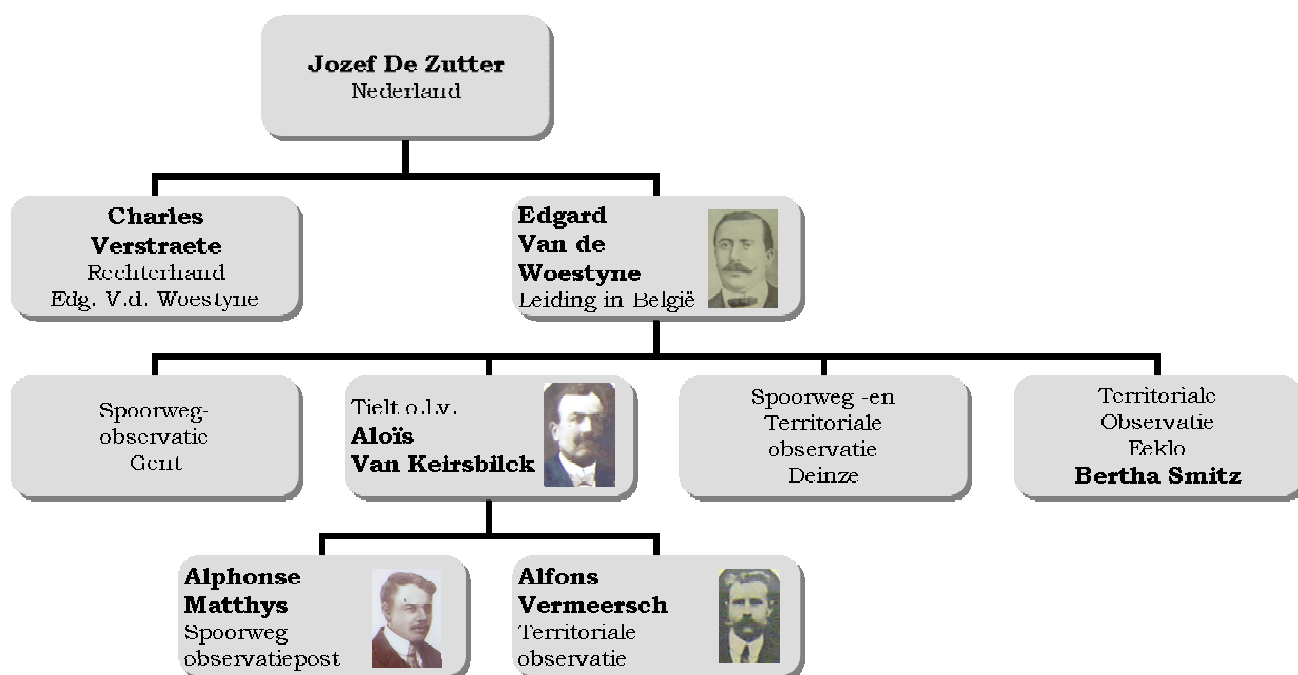 Jozef De Zutter
Nederland
Charles
Verstraete
Rechterhand
Edg. V.d. Woestyne
Edgard
Van de
Woestyne
Leiding in België
Spoorweg-
observatie
Gent
Tielt o.l.v.
Aloïs
Van Keirsbilck
Spoorweg -en
Territoriale
observatie
Deinze
Territoriale
Observatie
Eeklo
Bertha Smitz
Alphonse
Matthys
Spoorweg
observatiepost
Alfons
Vermeersch
Territoriale
observatie